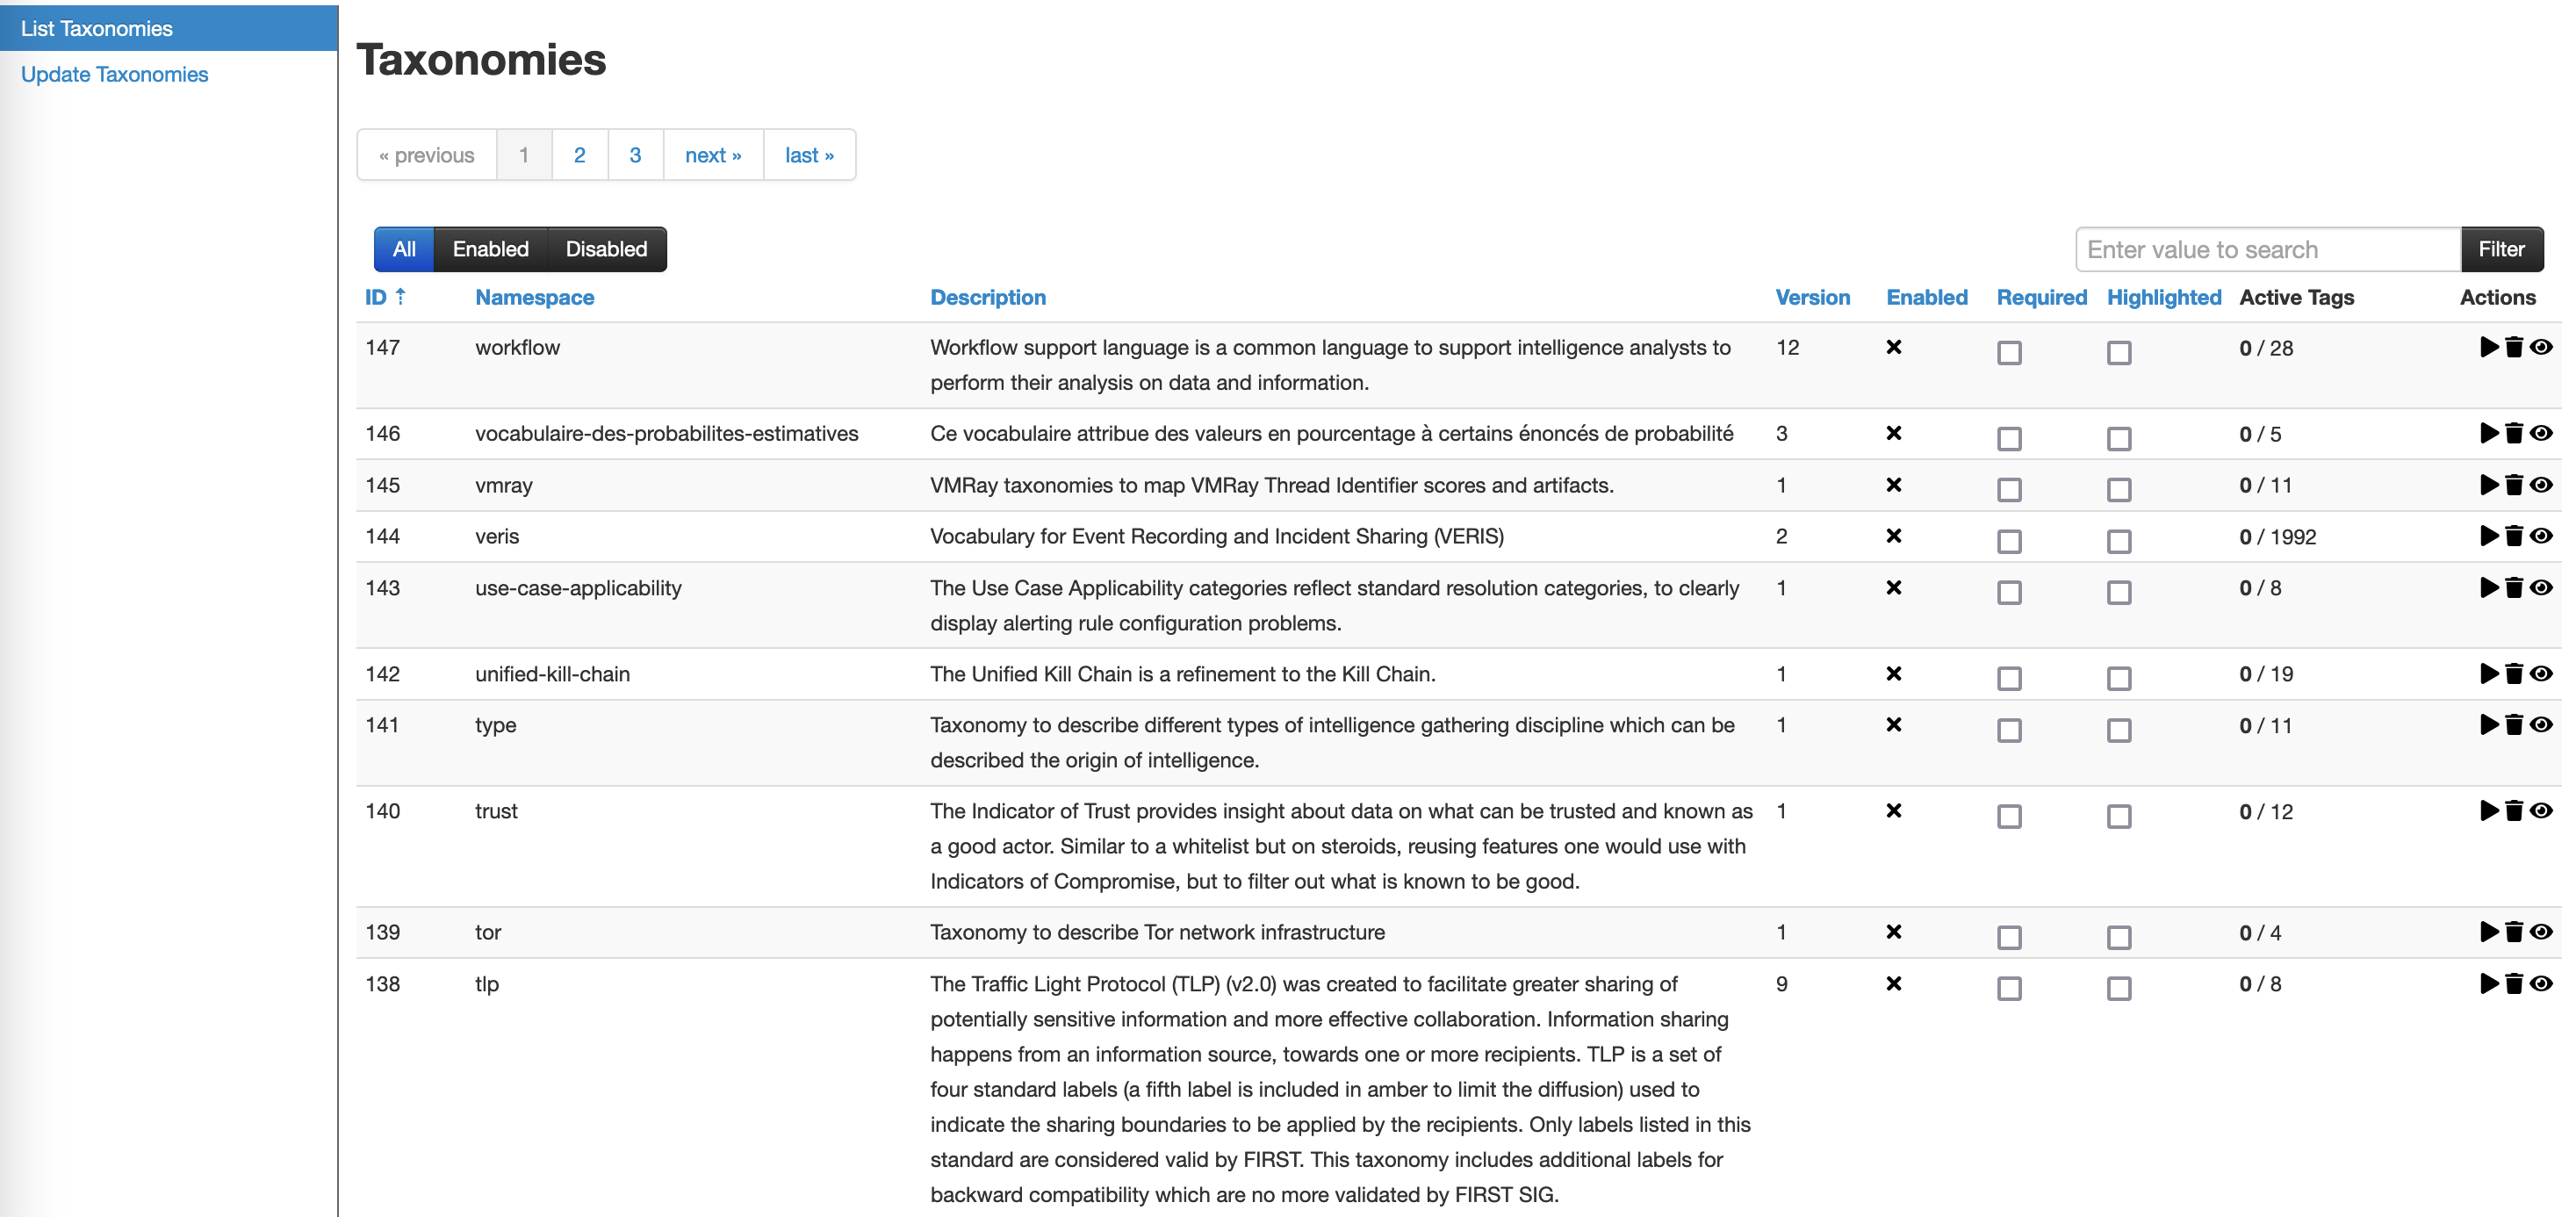 List Taxonomies
Update Taxonomies
Taxonomies
« previous 1 2 3 next » last »
All Enabled Disabled
Enter value to search Filter
ID Namespace Description Version Enabled Required Highlighted Active Tags Actions
147 workflow Workflow support language is a common language to support intelligence analysts to 12 0 / 28
perform their analysis on data and information.
146 vocabulaire-des-probabilites-estimatives Ce vocabulaire attribue des valeurs en pourcentage à certains énoncés de probabilité 3 0 / 5
145 vmray VMRay taxonomies to map VMRay Thread Identifier scores and artifacts. 1 0 / 11
144 veris Vocabulary for Event Recording and Incident Sharing (VERIS) 2 0 / 1992
143 use-case-applicability The Use Case Applicability categories reflect standard resolution categories, to clearly 1 0 / 8
display alerting rule configuration problems.
142 unified-kill-chain The Unified Kill Chain is a refinement to the Kill Chain. 1 0 / 19
141 type Taxonomy to describe different types of intelligence gathering discipline which can be 1 0 / 11
described the origin of intelligence.
140 trust The Indicator of Trust provides insight about data on what can be trusted and known as 1 0 / 12
a good actor. Similar to a whitelist but on steroids, reusing features one would use with
Indicators of Compromise, but to filter out what is known to be good.
139 tor Taxonomy to describe Tor network infrastructure 1 0 / 4
138 tlp The Traffic Light Protocol (TLP) (v2.0) was created to facilitate greater sharing of 9 0 / 8
potentially sensitive information and more effective collaboration. Information sharing
happens from an information source, towards one or more recipients. TLP is a set of
four standard labels (a fifth label is included in amber to limit the diffusion) used to
indicate the sharing boundaries to be applied by the recipients. Only labels listed in this
standard are considered valid by FIRST. This taxonomy includes additional labels for
backward compatibility which are no more validated by FIRST SIG.